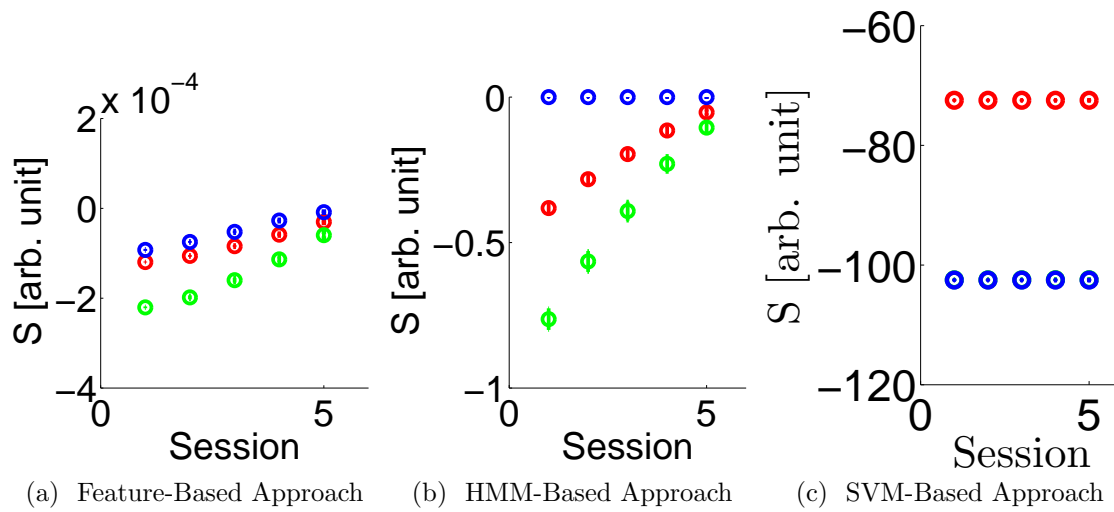 x 10⁻⁴
2
0
−2
−4
S [arb. unit]
0
5
Session
(a) Feature-Based Approach
0
−0.5
−1
S [arb. unit]
0
5
Session
(b) HMM-Based Approach
−60
−80
−100
−120
S [arb. unit]
0
5
Session
(c) SVM-Based Approach